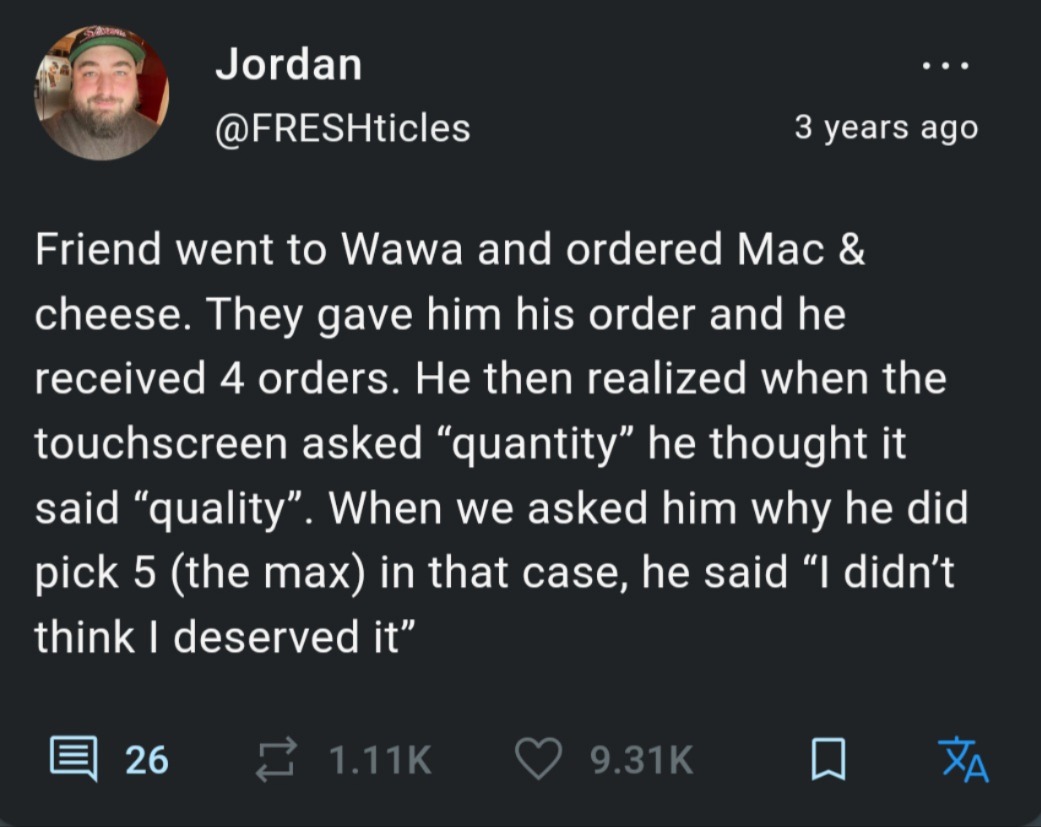 Jordan
@FRESHticles
3 years ago
Friend went to Wawa and ordered Mac &
cheese. They gave him his order and he
received 4 orders. He then realized when the
touchscreen asked “quantity” he thought it
said “quality”. When we asked him why he did
pick 5 (the max) in that case, he said “I didn’t
think I deserved it”
26 1.11K 9.31K